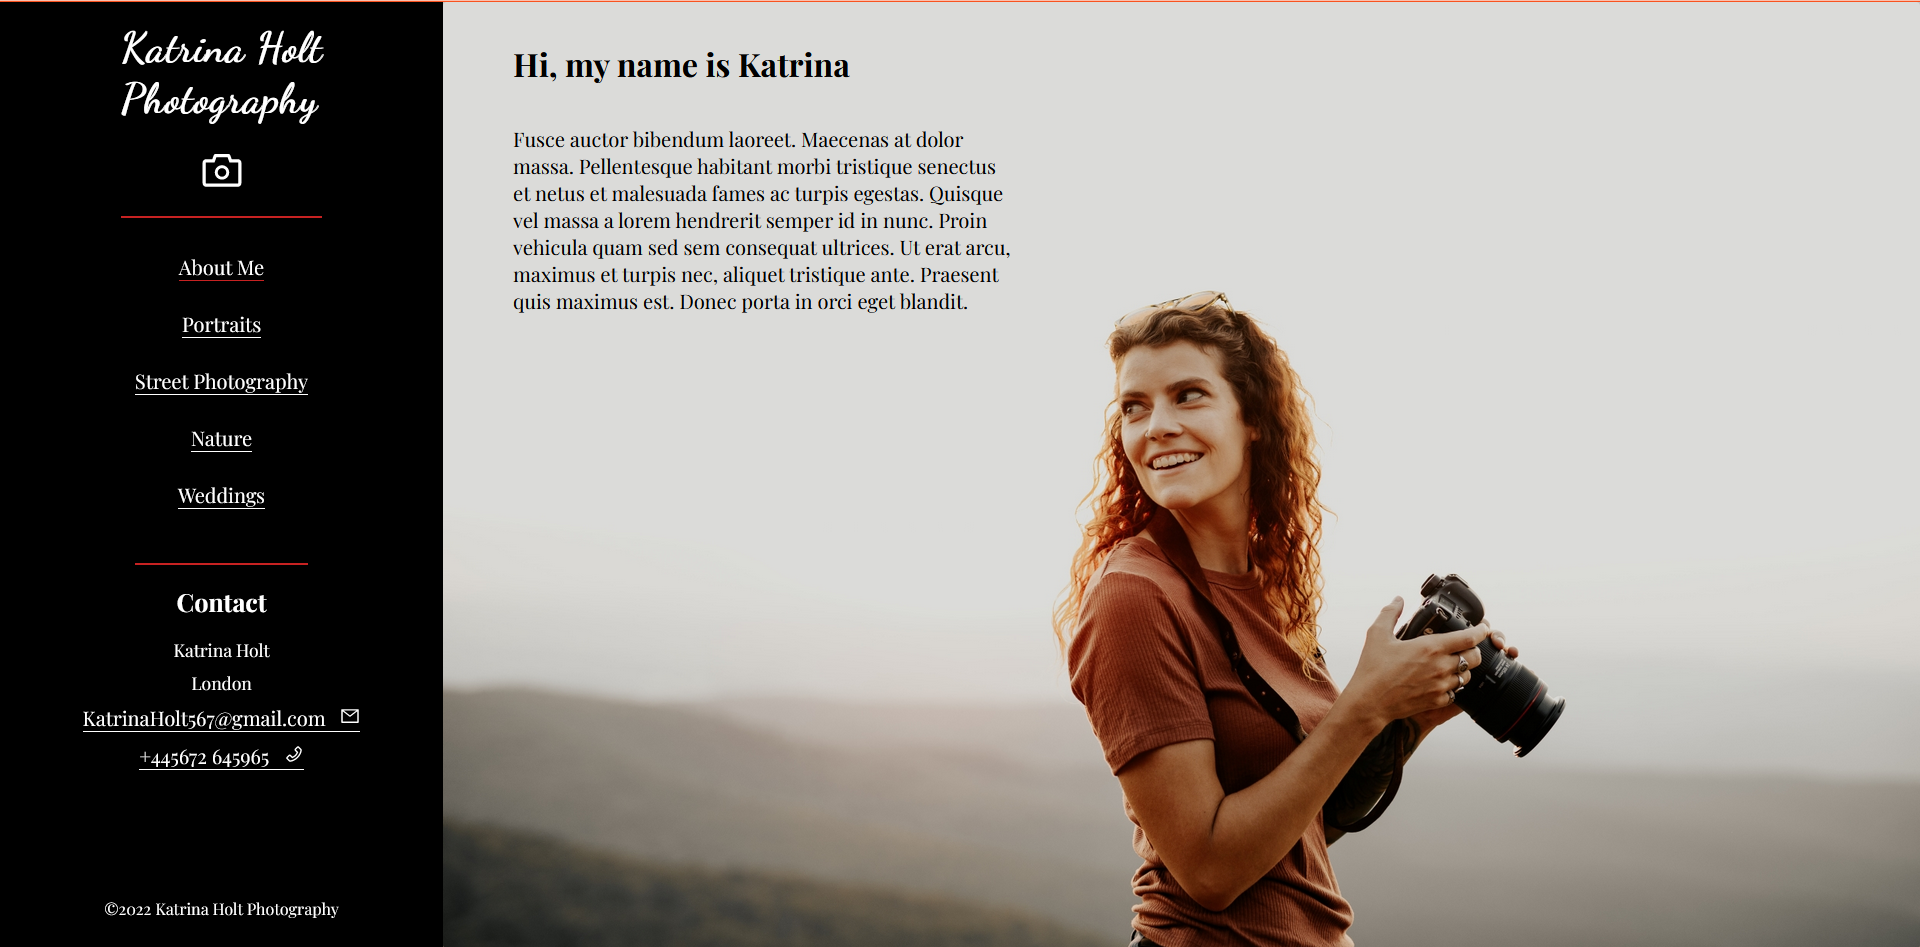 Katrina Holt
Photography
About Me
Portraits
Street Photography
Nature
Weddings
Contact
Katrina Holt
London
KatrinaHolt567@gmail.com
+445672 645965
©2022 Katrina Holt Photography
Hi, my name is Katrina
Fusce auctor bibendum laoreet. Maecenas at dolor
massa. Pellentesque habitant morbi tristique senectus
et netus et malesuada fames ac turpis egestas. Quisque
vel massa a lorem hendrerit semper id in nunc. Proin
vehicula quam sed sem consequat ultrices. Ut erat arcu,
maximus et turpis nec, aliquet tristique ante. Praesent
quis maximus est. Donec porta in orci eget blandit.